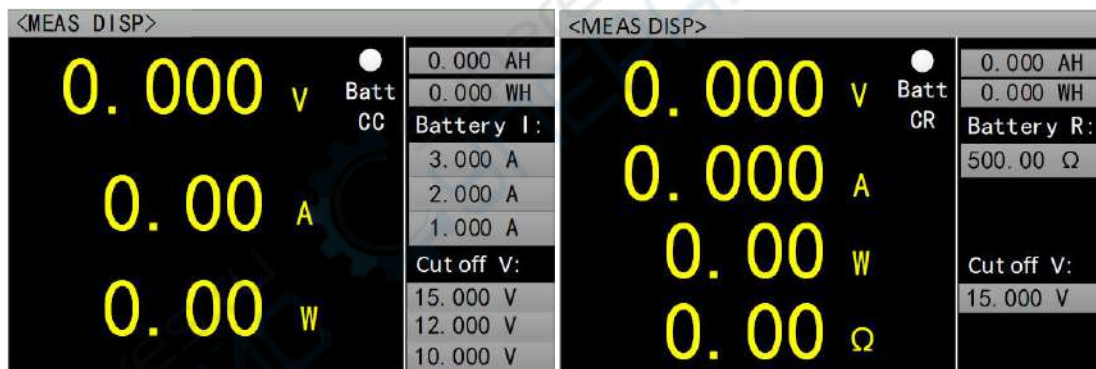 <MEAS DISP>
0.000 V
Batt
CC
0.00 A
0.00 W
0.000 AH
0.000 WH
Battery I:
3.000 A
2.000 A
1.000 A
Cut off V:
15.000 V
12.000 V
10.000 V
<MEAS DISP>
0.000 V
Batt
CR
0.000 A
0.00 W
0.00 Ω
0.000 AH
0.000 WH
Battery R:
500.00 Ω
Cut off V:
15.000 V